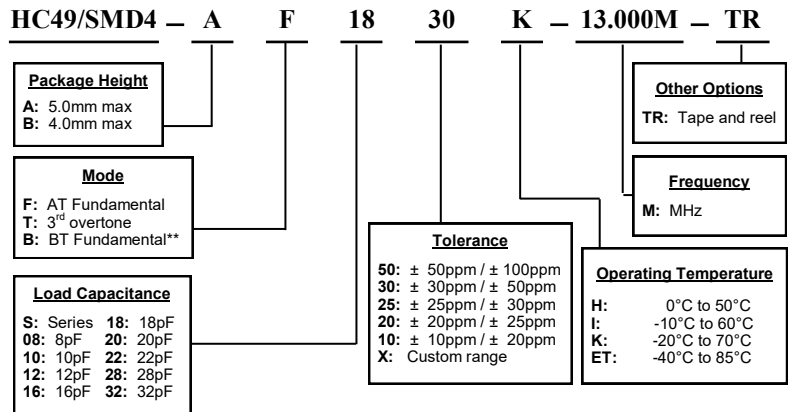 HC49/SMD4 – A F 18 30 K – 13.000M – TR
Package Height
A: 5.0mm max
B: 4.0mm max
Mode
F: AT Fundamental
T: 3rd overtone
B: BT Fundamental**
Load Capacitance
S: Series 18: 18pF
08: 8pF 20: 20pF
10: 10pF 22: 22pF
12: 12pF 28: 28pF
16: 16pF 32: 32pF
Tolerance
50: ± 50ppm / ± 100ppm
30: ± 30ppm / ± 50ppm
25: ± 25ppm / ± 30ppm
20: ± 20ppm / ± 25ppm
10: ± 10ppm / ± 20ppm
X: Custom range
Other Options
TR: Tape and reel
Frequency
M: MHz
Operating Temperature
H: 0°C to 50°C
I: -10°C to 60°C
K: -20°C to 70°C
ET: -40°C to 85°C